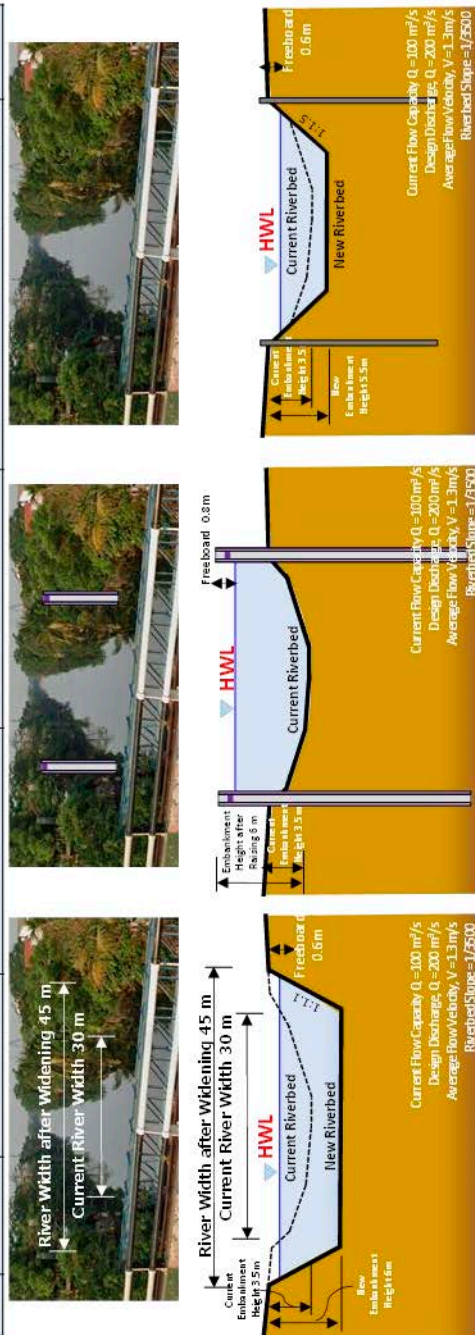 River Width after Widening 45 m
Current River Width 30 m
River Width after Widening 45 m
Current River Width 30 m
HWL
Current
Embankment
Height 3.5 m
Current Riverbed
New Riverbed
1:1.1
Freeboard
0.6m
New
Embankment
Height 6m
Current Flow Capacity Q = 100 m³/s
Design Discharge, Q = 200 m³/s
Average Flow Velocity, V = 1.3m/s
Riverbed Slope = 1/3500
Freeboard 0.8m
HWL
Embankment
Height after
Raising 6 m
Current
Embankment
Height 3.5 m
Current Riverbed
Current Flow Capacity Q = 100 m³/s
Design Discharge, Q = 200 m³/s
Average Flow Velocity, V = 1.3m/s
Riverbed Slope = 1/3500
Freeboard
0.6m
HWL
1:1.5
Current Riverbed
New Riverbed
Current
Embankment
Height 3.5
New
Embankment
Height 5.5m
Current Flow Capacity Q = 100 m³/s
Design Discharge, Q = 200 m³/s
Average Flow Velocity, V = 1.3m/s
Riverbed Slope = 1/3500